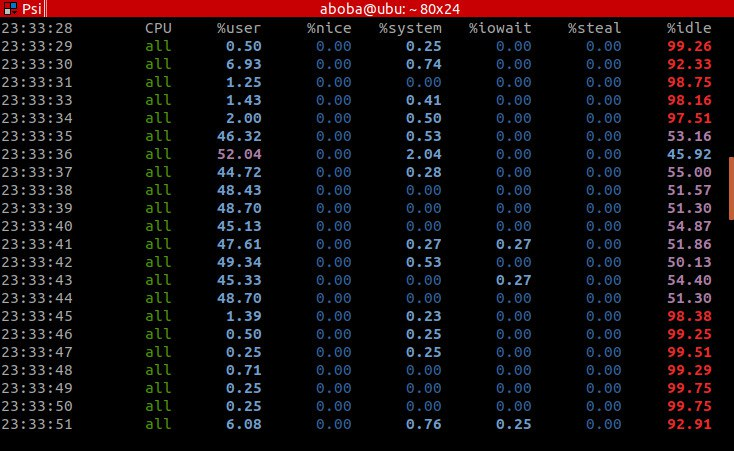 Psi aboba@ubu: ~ 80x24
23:33:28 CPU %user %nice %system %iowait %steal %idle
23:33:29 all 0.50 0.00 0.25 0.00 0.00 99.26
23:33:30 all 6.93 0.00 0.74 0.00 0.00 92.33
23:33:31 all 1.25 0.00 0.00 0.00 0.00 98.75
23:33:33 all 1.43 0.00 0.41 0.00 0.00 98.16
23:33:34 all 2.00 0.00 0.50 0.00 0.00 97.51
23:33:35 all 46.32 0.00 0.53 0.00 0.00 53.16
23:33:36 all 52.04 0.00 2.04 0.00 0.00 45.92
23:33:37 all 44.72 0.00 0.28 0.00 0.00 55.00
23:33:38 all 48.43 0.00 0.00 0.00 0.00 51.57
23:33:39 all 48.70 0.00 0.00 0.00 0.00 51.30
23:33:40 all 45.13 0.00 0.00 0.00 0.00 54.87
23:33:41 all 47.61 0.00 0.27 0.27 0.00 51.86
23:33:42 all 49.34 0.00 0.53 0.00 0.00 50.13
23:33:43 all 45.33 0.00 0.00 0.27 0.00 54.40
23:33:44 all 48.70 0.00 0.00 0.00 0.00 51.30
23:33:45 all 1.39 0.00 0.23 0.00 0.00 98.38
23:33:46 all 0.50 0.00 0.25 0.00 0.00 99.25
23:33:47 all 0.25 0.00 0.25 0.00 0.00 99.51
23:33:48 all 0.71 0.00 0.00 0.00 0.00 99.29
23:33:49 all 0.25 0.00 0.00 0.00 0.00 99.75
23:33:50 all 0.25 0.00 0.00 0.00 0.00 99.75
23:33:51 all 6.08 0.00 0.76 0.25 0.00 92.91